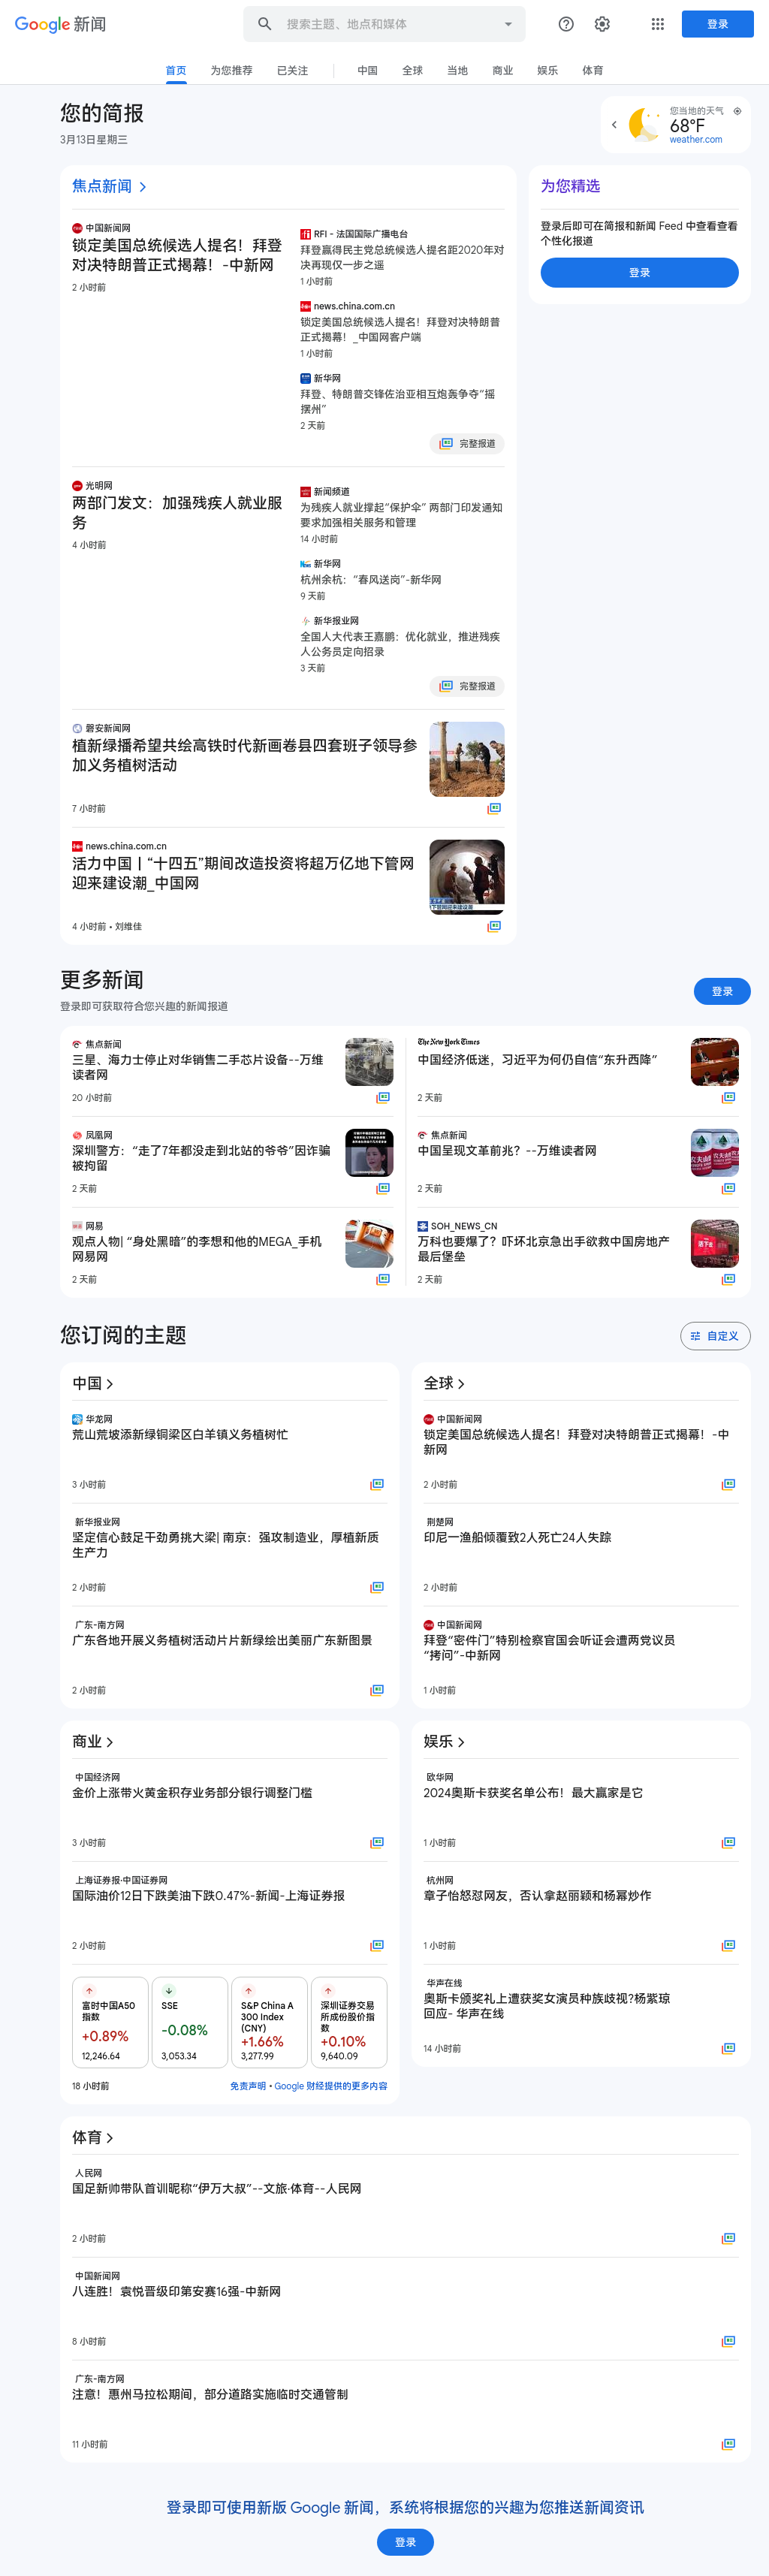 Google 新闻
搜索主题、地点和媒体
登录
首页 为您推荐 已关注 中国 全球 当地 商业 娱乐 体育
您的简报
3月13日星期三
您当地的天气
68°F
weather.com
焦点新闻
中国新闻网
锁定美国总统候选人提名！拜登
对决特朗普正式揭幕！-中新网
2 小时前
RFI - 法国国际广播电台
拜登赢得民主党总统候选人提名距2020年对
决再现仅一步之遥
1 小时前
news.china.com.cn
锁定美国总统候选人提名！拜登对决特朗普
正式揭幕！_中国网客户端
1 小时前
新华网
拜登、特朗普交锋佐治亚相互炮轰争夺“摇
摆州”
2 天前
完整报道
为您精选
登录后即可在简报和新闻 Feed 中查看查看
个性化报道
登录
光明网
两部门发文：加强残疾人就业服
务
4 小时前
新闻频道
为残疾人就业撑起“保护伞” 两部门印发通知
要求加强相关服务和管理
14 小时前
新华网
杭州余杭：“春风送岗”-新华网
9 天前
新华报业网
全国人大代表王嘉鹏：优化就业，推进残疾
人公务员定向招录
3 天前
完整报道
磐安新闻网
植新绿播希望共绘高铁时代新画卷县四套班子领导参
加义务植树活动
7 小时前
news.china.com.cn
活力中国丨“十四五”期间改造投资将超万亿地下管网
迎来建设潮_中国网
4 小时前 • 刘维佳
更多新闻
登录即可获取符合您兴趣的新闻报道
登录
焦点新闻
三星、海力士停止对华销售二手芯片设备--万维
读者网
20 小时前
The New York Times
中国经济低迷，习近平为何仍自信“东升西降”
2 天前
凤凰网
深圳警方：“走了7年都没走到北站的爷爷”因诈骗
被拘留
2 天前
焦点新闻
中国呈现文革前兆？--万维读者网
2 天前
网易
观点人物| “身处黑暗”的李想和他的MEGA_手机
网易网
2 天前
SOH_NEWS_CN
万科也要爆了？吓坏北京急出手欲救中国房地产
最后堡垒
2 天前
您订阅的主题
自定义
中国
华龙网
荒山荒坡添新绿铜梁区白羊镇义务植树忙
3 小时前
新华报业网
坚定信心鼓足干劲勇挑大梁| 南京：强攻制造业，厚植新质
生产力
2 小时前
广东-南方网
广东各地开展义务植树活动片片新绿绘出美丽广东新图景
2 小时前
全球
中国新闻网
锁定美国总统候选人提名！拜登对决特朗普正式揭幕！-中
新网
2 小时前
荆楚网
印尼一渔船倾覆致2人死亡24人失踪
2 小时前
中国新闻网
拜登“密件门”特别检察官国会听证会遭两党议员
“拷问”-中新网
1 小时前
商业
中国经济网
金价上涨带火黄金积存业务部分银行调整门槛
3 小时前
上海证券报·中国证券网
国际油价12日下跌美油下跌0.47%-新闻-上海证券报
2 小时前
富时中国A50
指数
+0.89%
12,246.64
SSE
-0.08%
3,053.34
S&P China A
300 Index
(CNY)
+1.66%
3,277.99
深圳证券交易
所成份股价指
数
+0.10%
9,640.09
18 小时前
免责声明 • Google 财经提供的更多内容
娱乐
欧华网
2024奥斯卡获奖名单公布！最大赢家是它
1 小时前
杭州网
章子怡怒怼网友，否认拿赵丽颖和杨幂炒作
1 小时前
华声在线
奥斯卡颁奖礼上遭获奖女演员种族歧视?杨紫琼
回应- 华声在线
14 小时前
体育
人民网
国足新帅带队首训昵称“伊万大叔”--文旅·体育--人民网
2 小时前
中国新闻网
八连胜！袁悦晋级印第安赛16强-中新网
8 小时前
广东-南方网
注意！惠州马拉松期间，部分道路实施临时交通管制
11 小时前
登录即可使用新版 Google 新闻，系统将根据您的兴趣为您推送新闻资讯
登录